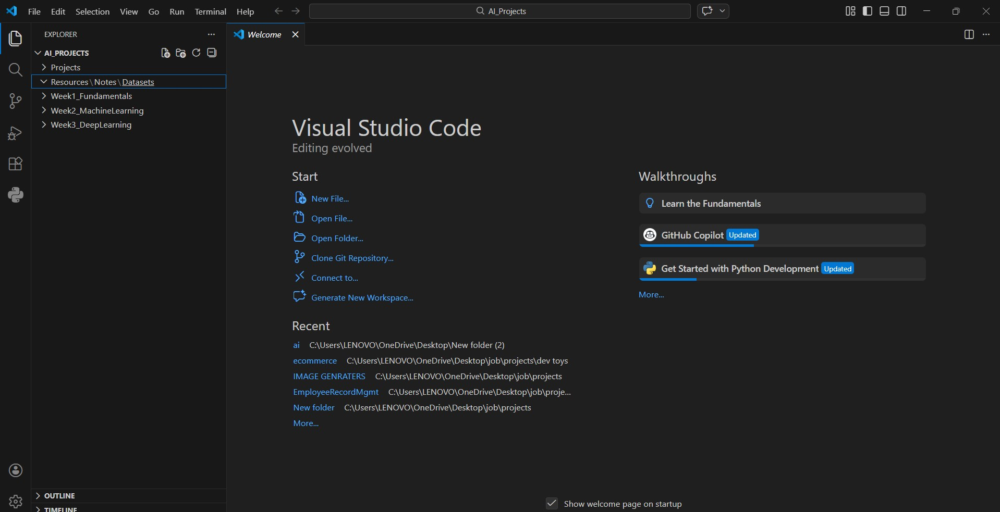 File Edit Selection View Go Run Terminal Help
AI_Projects
EXPLORER
Welcome
AI_PROJECTS
Projects
Resources\Notes\Datasets
Week1_Fundamentals
Week2_MachineLearning
Week3_DeepLearning
Visual Studio Code
Editing evolved
Start
New File...
Open File...
Open Folder...
Clone Git Repository...
Connect to...
Generate New Workspace...
Recent
ai C:\Users\LENOVO\OneDrive\Desktop\New folder (2)
ecommerce C:\Users\LENOVO\OneDrive\Desktop\job\projects\dev toys
IMAGE GENRATERS C:\Users\LENOVO\OneDrive\Desktop\job\projects
EmployeeRecordMgmt C:\Users\LENOVO\OneDrive\Desktop\job\proje...
New folder C:\Users\LENOVO\OneDrive\Desktop\job\projects
More...
Walkthroughs
Learn the Fundamentals
GitHub Copilot Updated
Get Started with Python Development Updated
More...
OUTLINE
TIMELINE
Show welcome page on startup